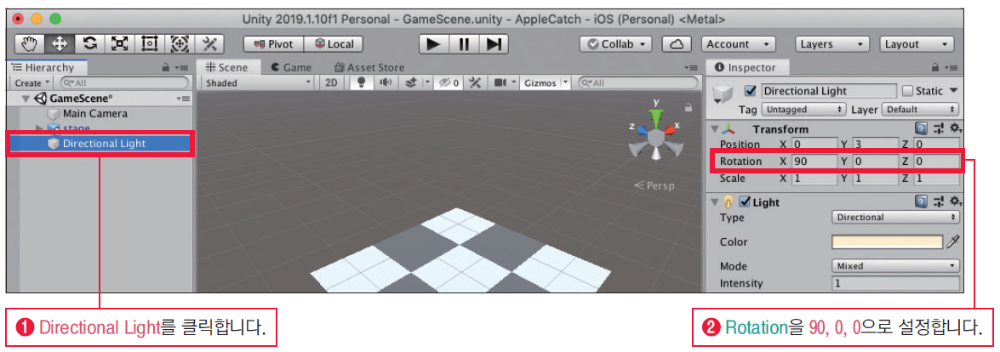 Unity 2019.1.10f1 Personal - GameScene.unity - AppleCatch - iOS (Personal) <Metal>
Pivot Local Collab Account Layers Layout
Hierarchy # Scene Game Asset Store Inspector
Create Q▾All Shaded 2D 0 Gizmos Q▾All
GameScene*
Main Camera
stage
Directional Light
y
z x
Persp
Directional Light Static
Tag Untagged Layer Default
Transform
Position X 0 Y 3 Z 0
Rotation X 90 Y 0 Z 0
Scale X 1 Y 1 Z 1
Light
Type Directional
Color
Mode Mixed
Intensity 1
❶ Directional Light를 클릭합니다.
❷ Rotation을 90, 0, 0으로 설정합니다.